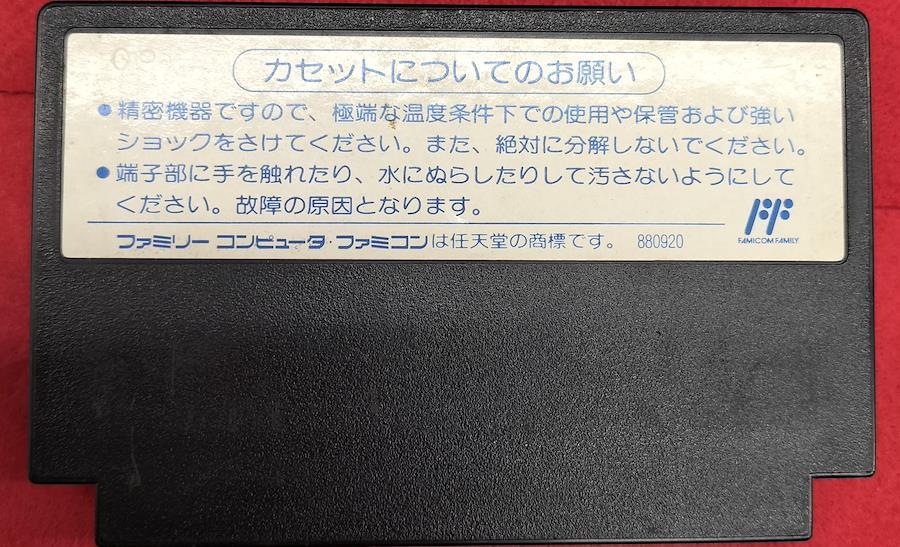 カセットについてのお願い
●精密機器ですので、極端な温度条件下での使用や保管および強い
ショックをさけてください。また、絶対に分解しないでください。
●端子部に手を触れたり、水にぬらしたりして汚さないようにして
ください。故障の原因となります。
ファミリー コンピュータ・ファミコンは任天堂の商標です。 880920
FAMICOM FAMILY